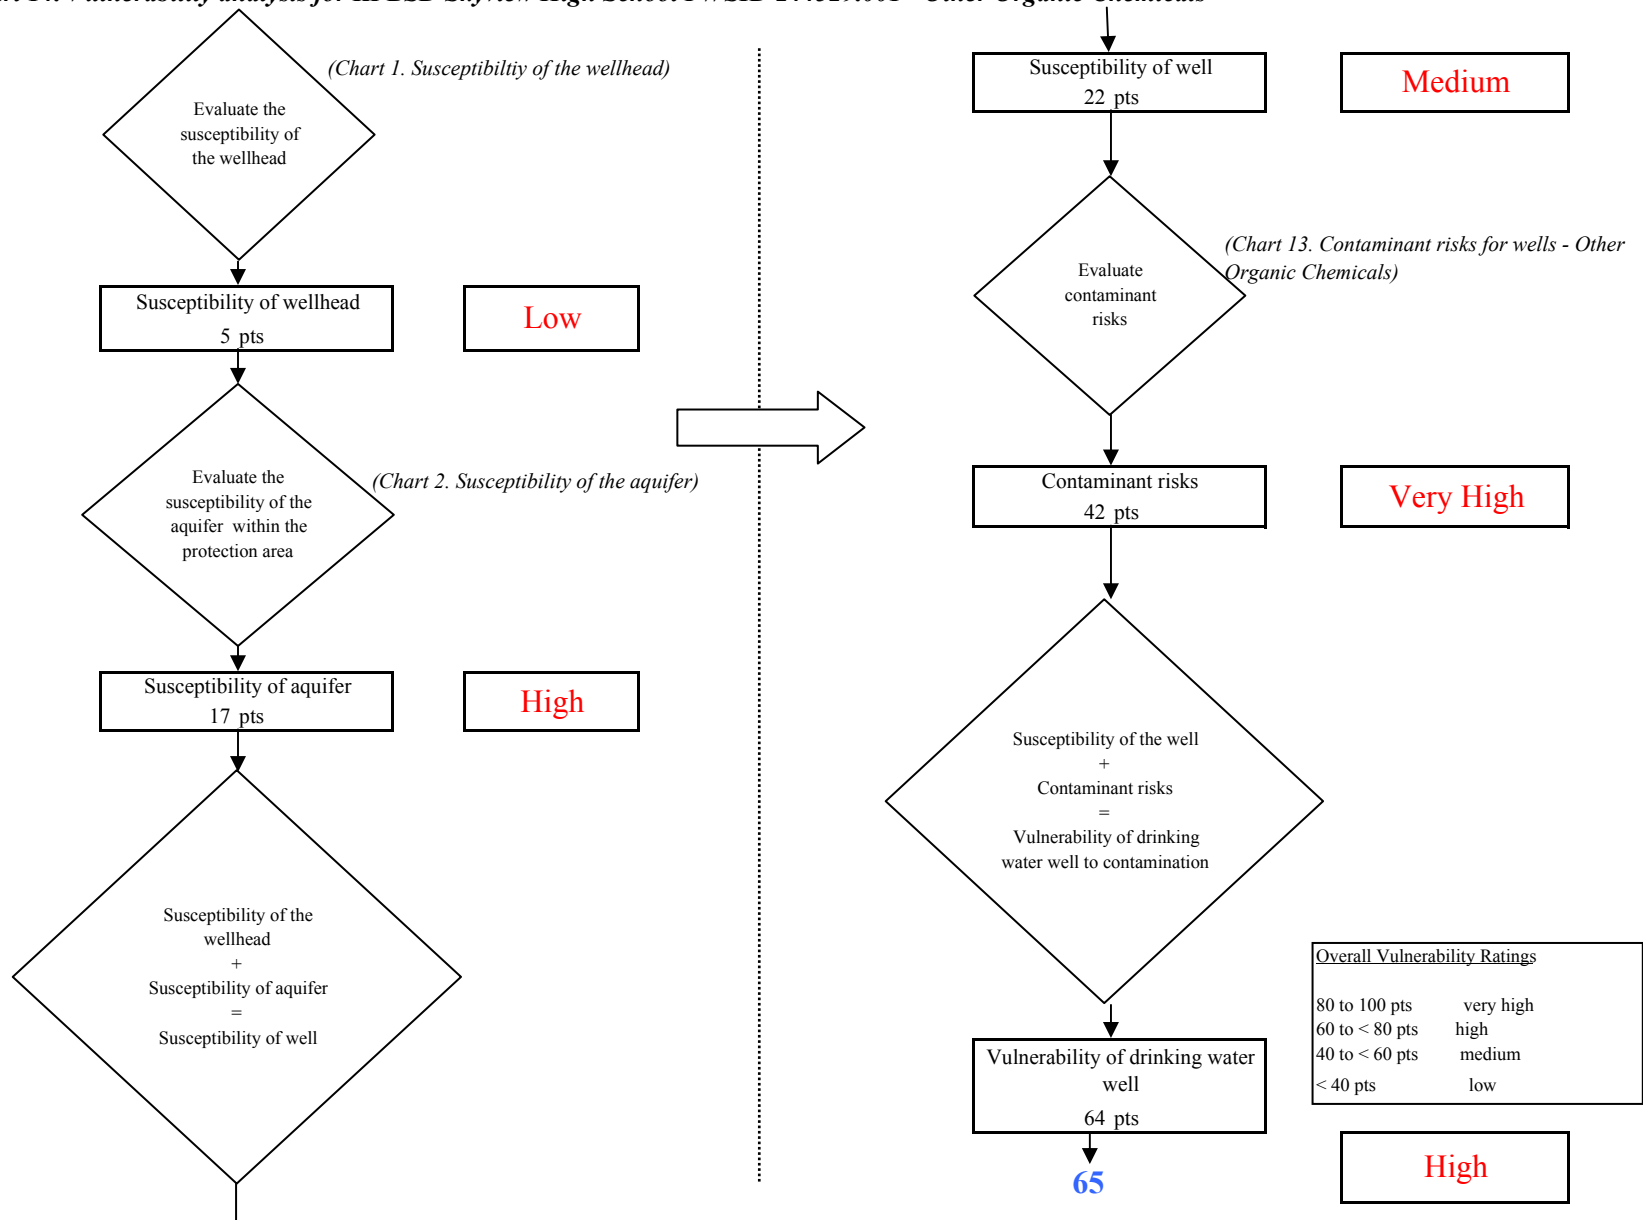 (Chart 1. Susceptibiltiy of the wellhead)
Evaluate the
susceptibility of
the wellhead
Susceptibility of wellhead
5 pts
Low
Evaluate the
susceptibility of the
aquifer within the
protection area
(Chart 2. Susceptibility of the aquifer)
Susceptibility of aquifer
17 pts
High
Susceptibility of the
wellhead
+
Susceptibility of aquifer
=
Susceptibility of well
Susceptibility of well
22 pts
Medium
Evaluate
contaminant
risks
(Chart 13. Contaminant risks for wells - Other
Organic Chemicals)
Contaminant risks
42 pts
Very High
Susceptibility of the well
+
Contaminant risks
=
Vulnerability of drinking
water well to contamination
Overall Vulnerability Ratings
80 to 100 pts very high
60 to < 80 pts high
40 to < 60 pts medium
< 40 pts low
Vulnerability of drinking water
well
64 pts
65
High